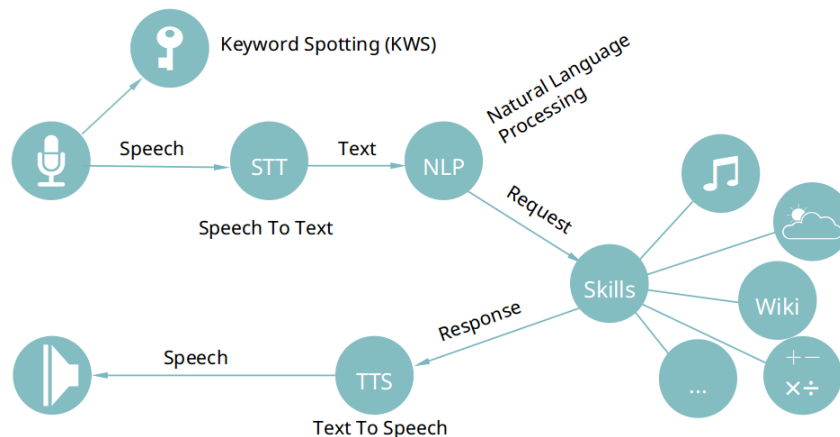 Keyword Spotting (KWS)
Natural Language
Processing
Speech
STT
Text
NLP
Speech To Text
Request
Skills
Wiki
Response
Speech
TTS
...
+−
×÷
Text To Speech